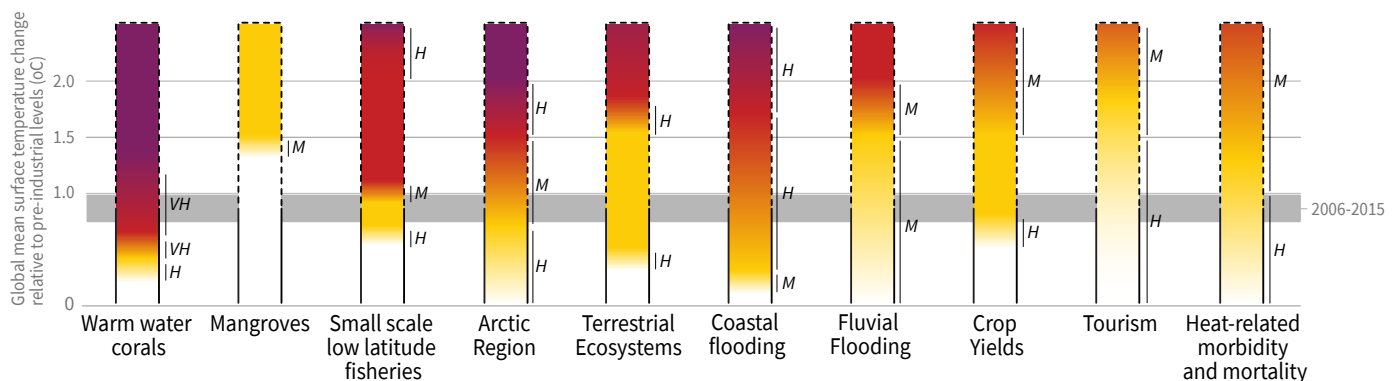 Global mean surface temperature change
relative to pre-industrial levels (oC)
2.0
1.5
1.0
0
VH
VH
H
M
H
M
H
H
M
H
H
H
H
H
M
M
M
M
H
M
H
M
H
2006-2015
Warm water
corals
Mangroves
Small scale
low latitude
fisheries
Arctic
Region
Terrestrial
Ecosystems
Coastal
flooding
Fluvial
Flooding
Crop
Yields
Tourism
Heat-related
morbidity
and mortality